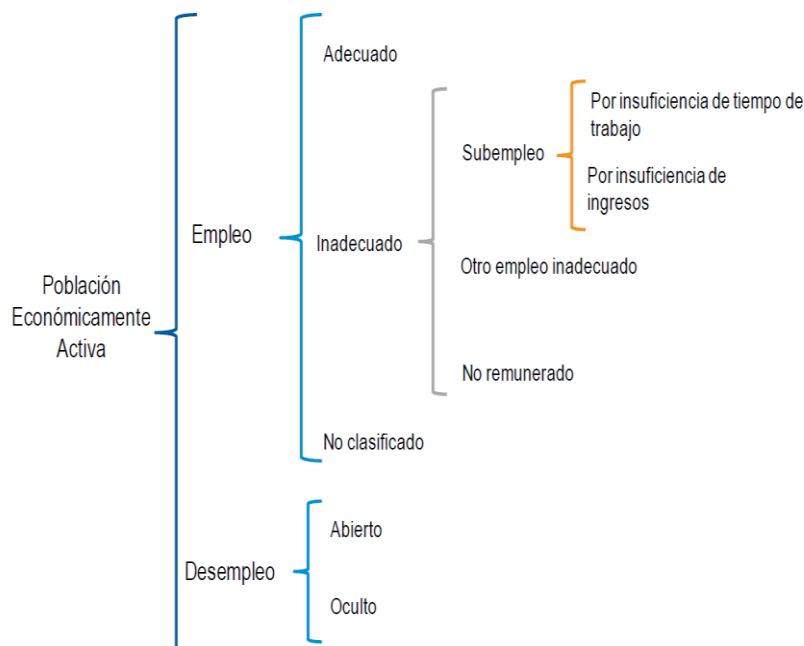 Población
Económicamente
Activa
Empleo
Adecuado
Inadecuado
Subempleo
Por insuficiencia de tiempo de
trabajo
Por insuficiencia de
ingresos
Otro empleo inadecuado
No remunerado
No clasificado
Desempleo
Abierto
Oculto